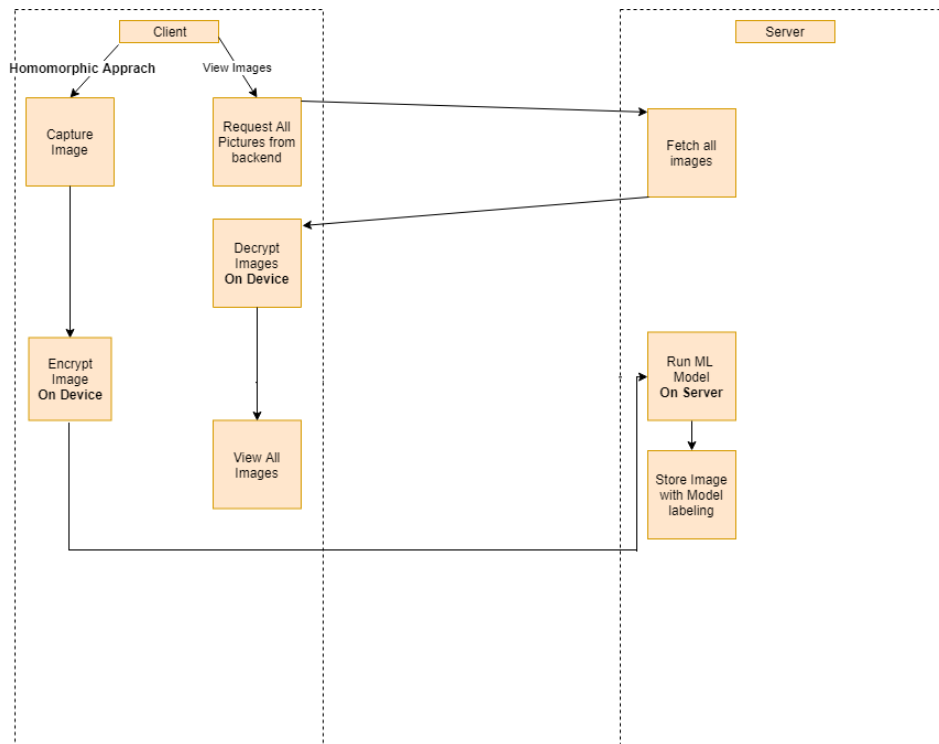 Client
Server
Homomorphic Apprach
View Images
Capture
Image
Request All
Pictures from
backend
Fetch all
images
Decrypt
Images
On Device
Encrypt
Image
On Device
Run ML
Model
On Server
View All
Images
Store Image
with Model
labeling